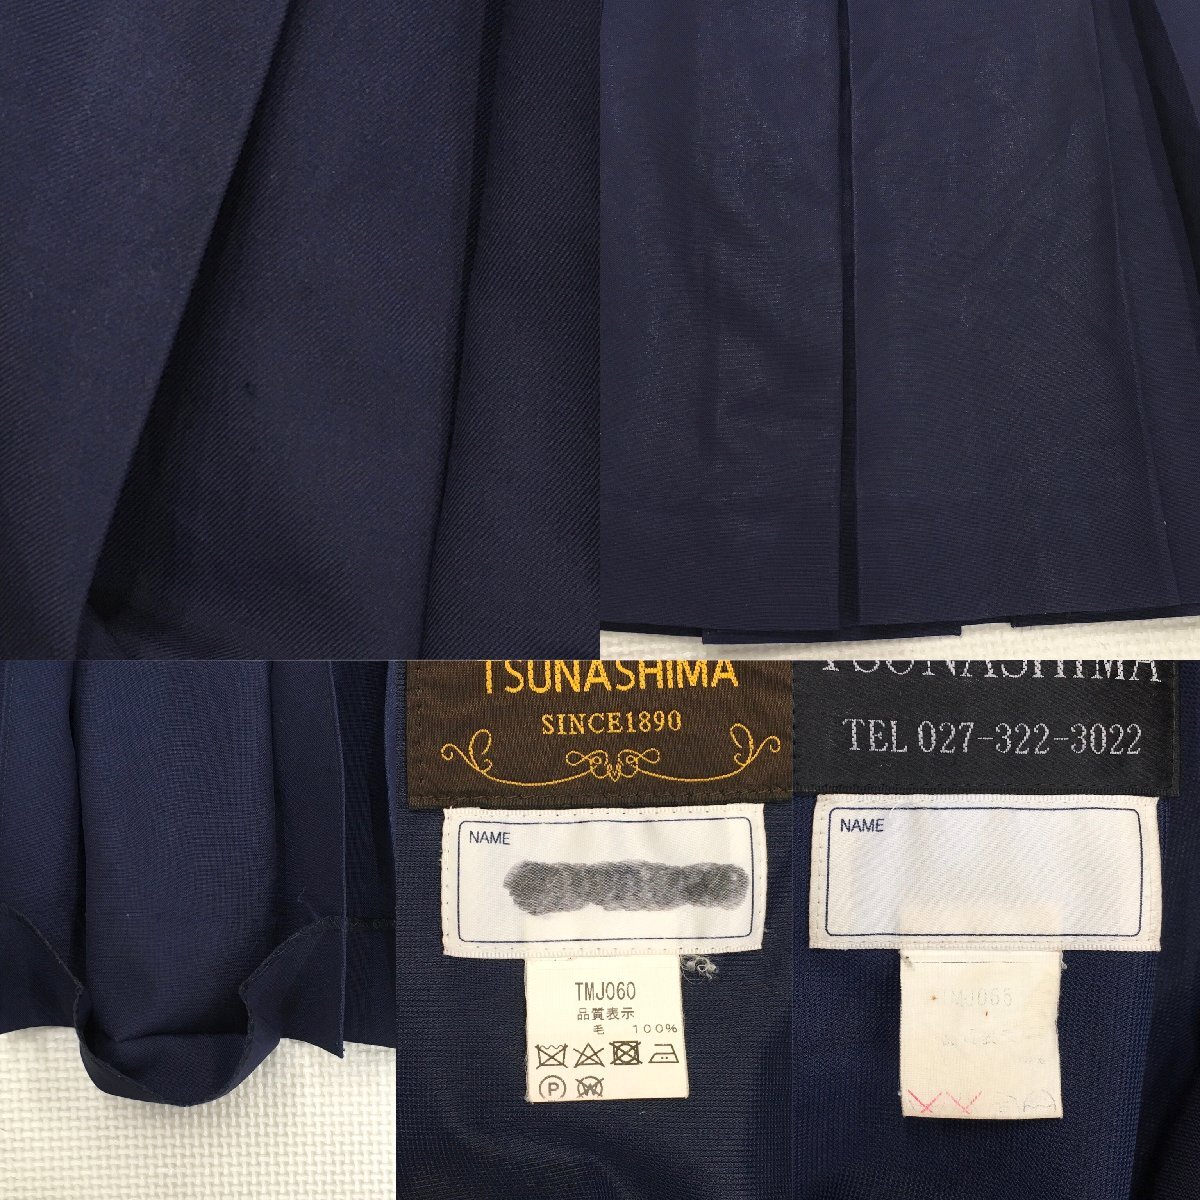 TSUNASHIMA
SINCE1890
NAME
TMJ060
品質表示
毛 100%
P
W
TSUNASHIMA
TEL 027-322-3022
NAME